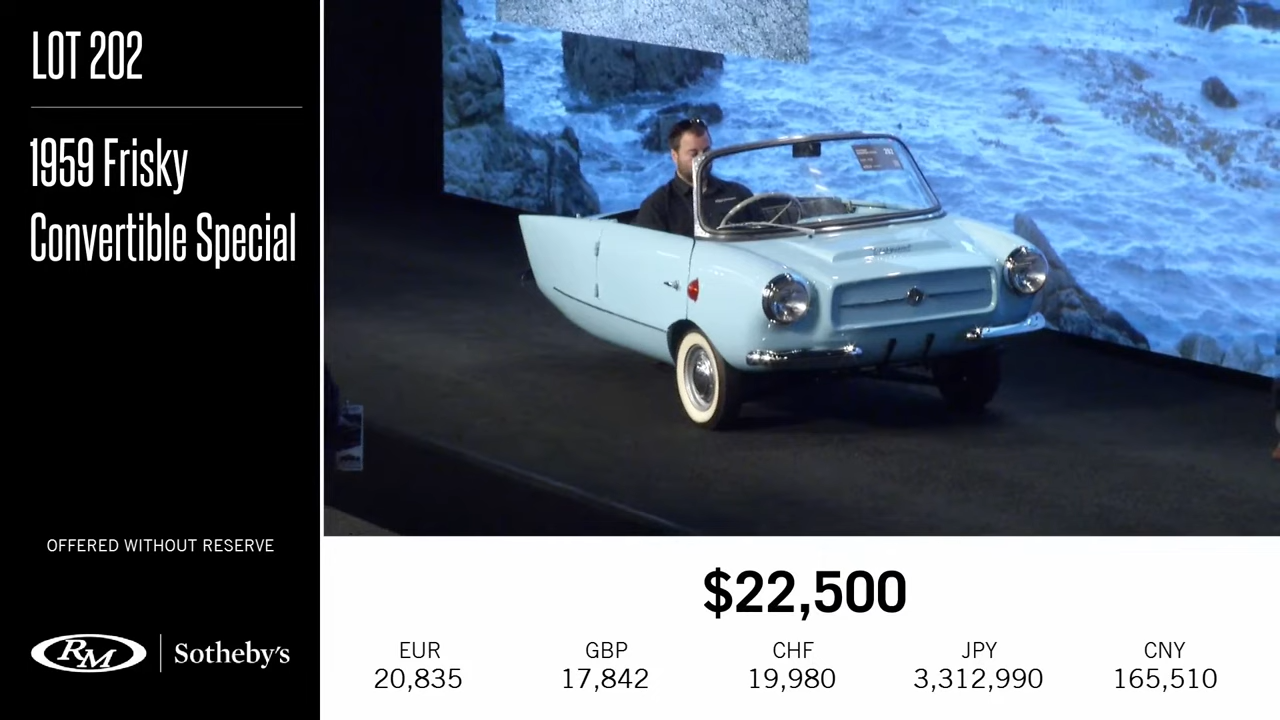 LOT 202
1959 Frisky
Convertible Special
OFFERED WITHOUT RESERVE
RM Sotheby's
$22,500
EUR GBP CHF JPY CNY
20,835 17,842 19,980 3,312,990 165,510